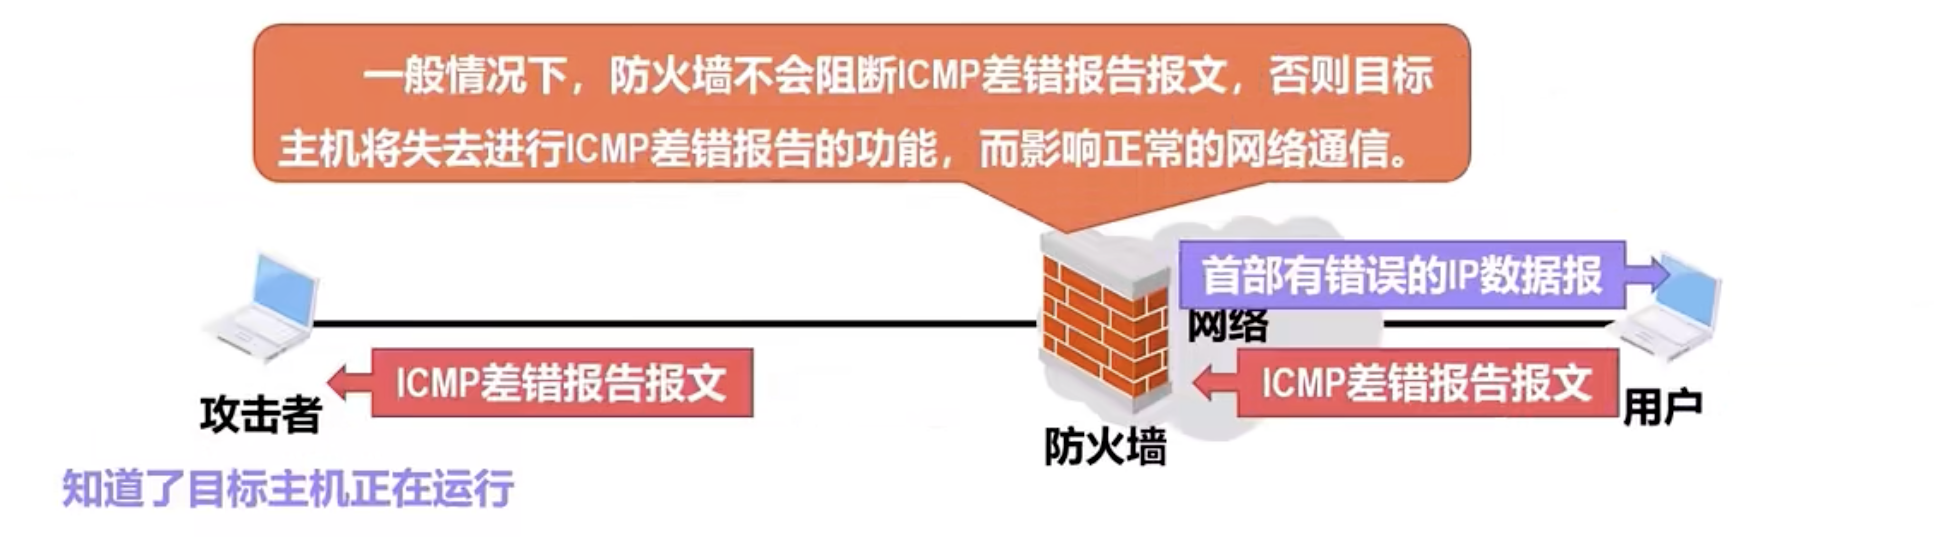 一般情况下，防火墙不会阻断ICMP差错报告报文，否则目标
主机将失去进行ICMP差错报告的功能，而影响正常的网络通信。
首部有错误的IP数据报
网络
ICMP差错报告报文
ICMP差错报告报文
攻击者
用户
防火墙
知道了目标主机正在运行